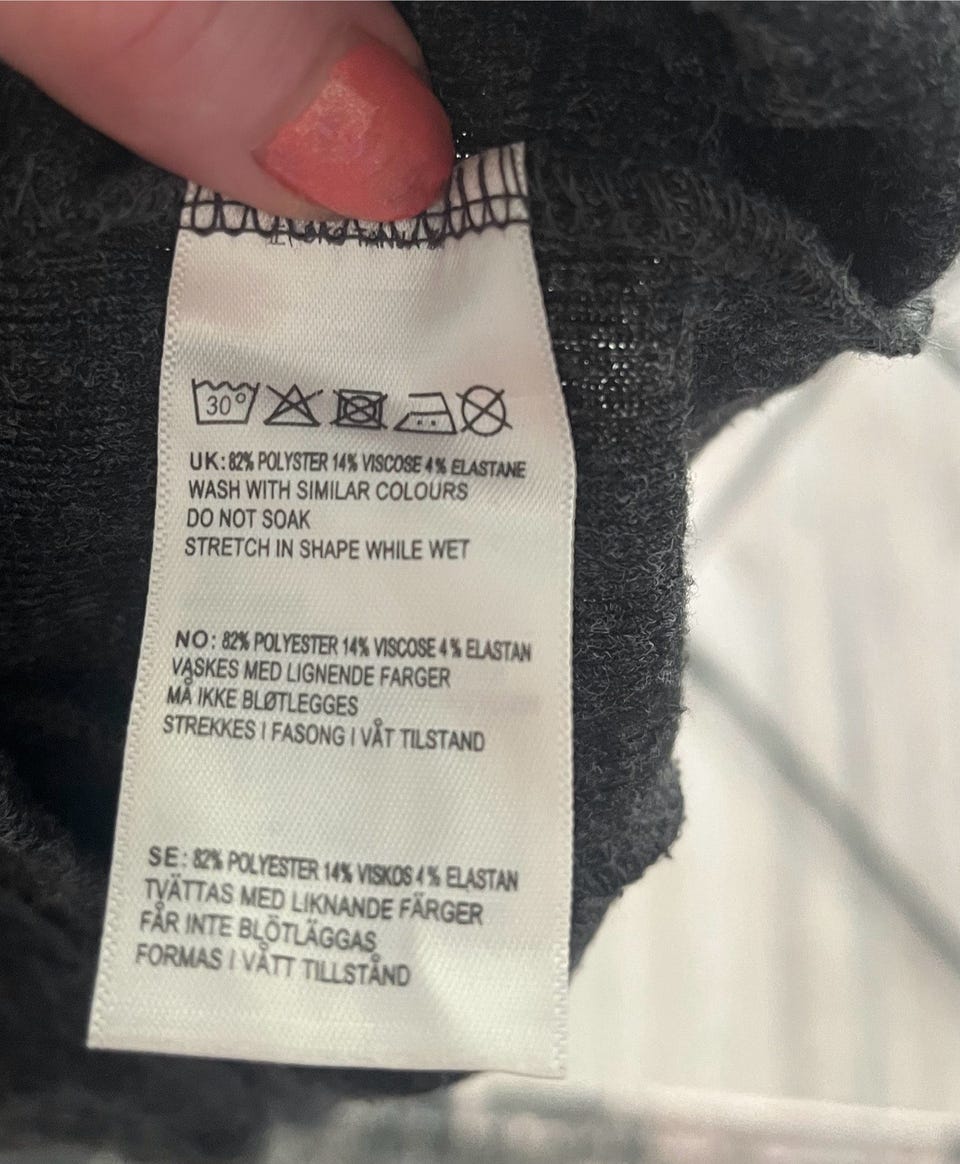 30°
UK: 82% POLYSTER 14% VISCOSE 4% ELASTANE
WASH WITH SIMILAR COLOURS
DO NOT SOAK
STRETCH IN SHAPE WHILE WET
NO: 82% POLYESTER 14% VISCOSE 4% ELASTAN
VASKES MED LIGNENDE FARGER
MÅ IKKE BLØTLEGGES
STREKKES I FASONG I VÅT TILSTAND
SE: 82% POLYESTER 14% VISKOS 4% ELASTAN
TVÄTTAS MED LIKNANDE FÄRGER
FÅR INTE BLÖTLÄGGAS
FORMAS I VÅTT TILLSTÅND